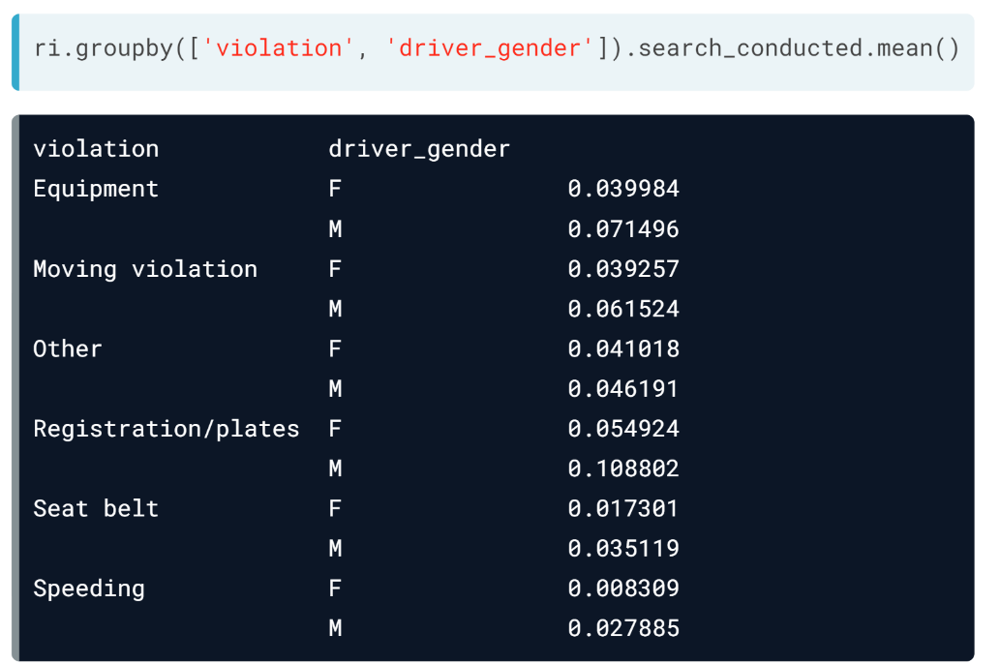 ri.groupby(['violation', 'driver_gender']).search_conducted.mean()
violation driver_gender
Equipment F 0.039984
M 0.071496
Moving violation F 0.039257
M 0.061524
Other F 0.041018
M 0.046191
Registration/plates F 0.054924
M 0.108802
Seat belt F 0.017301
M 0.035119
Speeding F 0.008309
M 0.027885